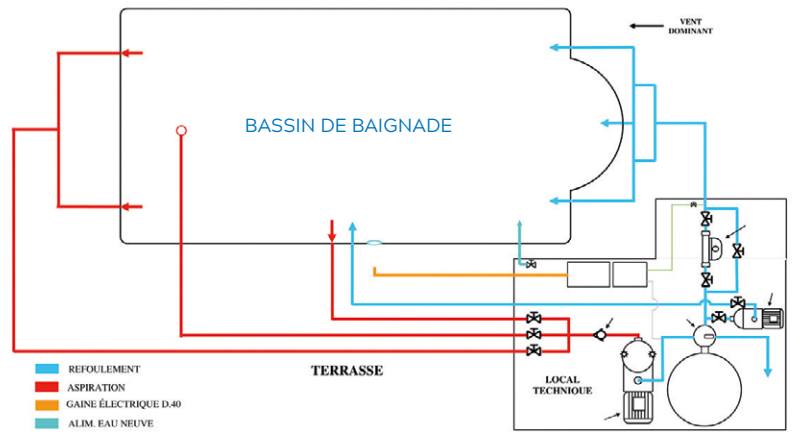 VENT
DOMINANT
BASSIN DE BAIGNADE
TERRASSE
LOCAL
TECHNIQUE
REFOULEMENT
ASPIRATION
GAINE ÉLECTRIQUE D.40
ALIM. EAU NEUVE